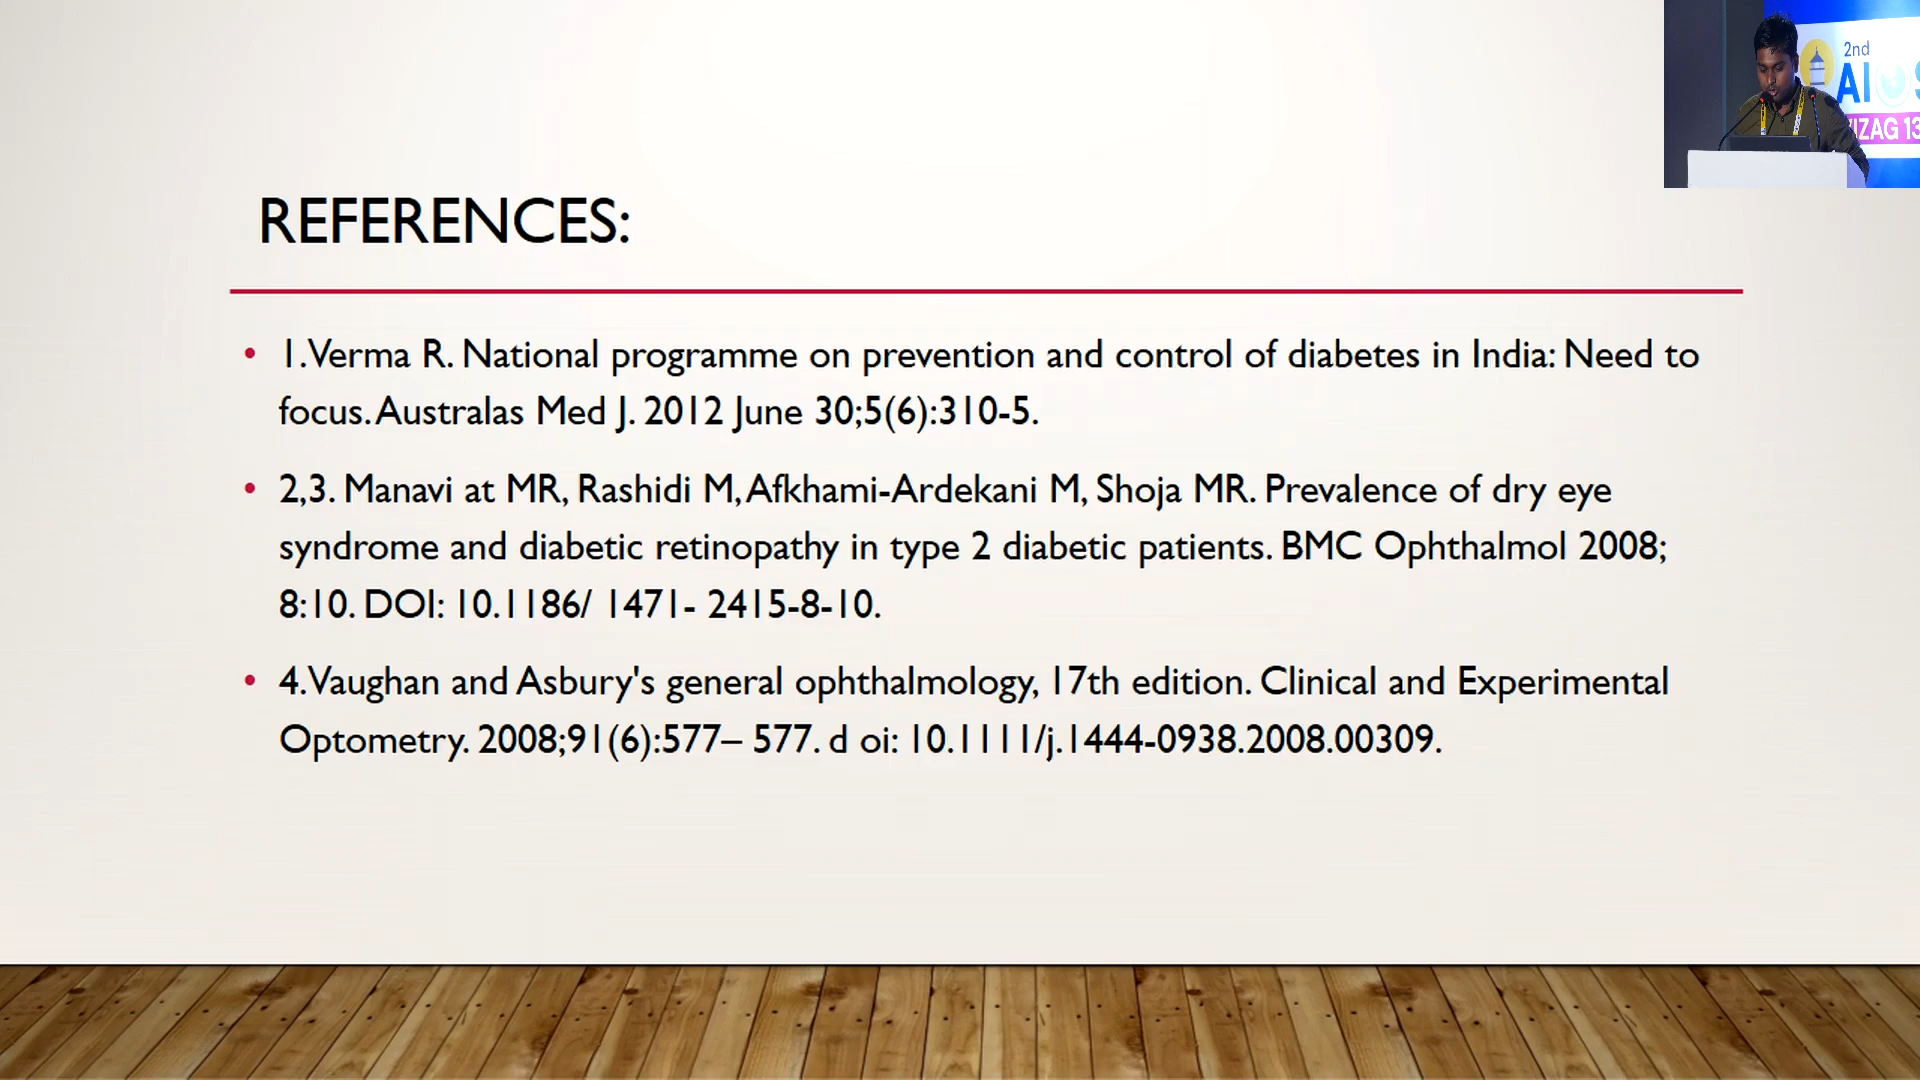 2nd
AI
IZAG 13
REFERENCES:
• 1. Verma R. National programme on prevention and control of diabetes in India: Need to
focus. Australas Med J. 2012 June 30;5(6):310-5.
• 2,3. Manavi at MR, Rashidi M, Afkhami-Ardekani M, Shoja MR. Prevalence of dry eye
syndrome and diabetic retinopathy in type 2 diabetic patients. BMC Ophthalmol 2008;
8:10. DOI: 10.1186/ 1471- 2415-8-10.
• 4. Vaughan and Asbury's general ophthalmology, 17th edition. Clinical and Experimental
Optometry. 2008;91(6):577– 577. d oi: 10.1111/j.1444-0938.2008.00309.